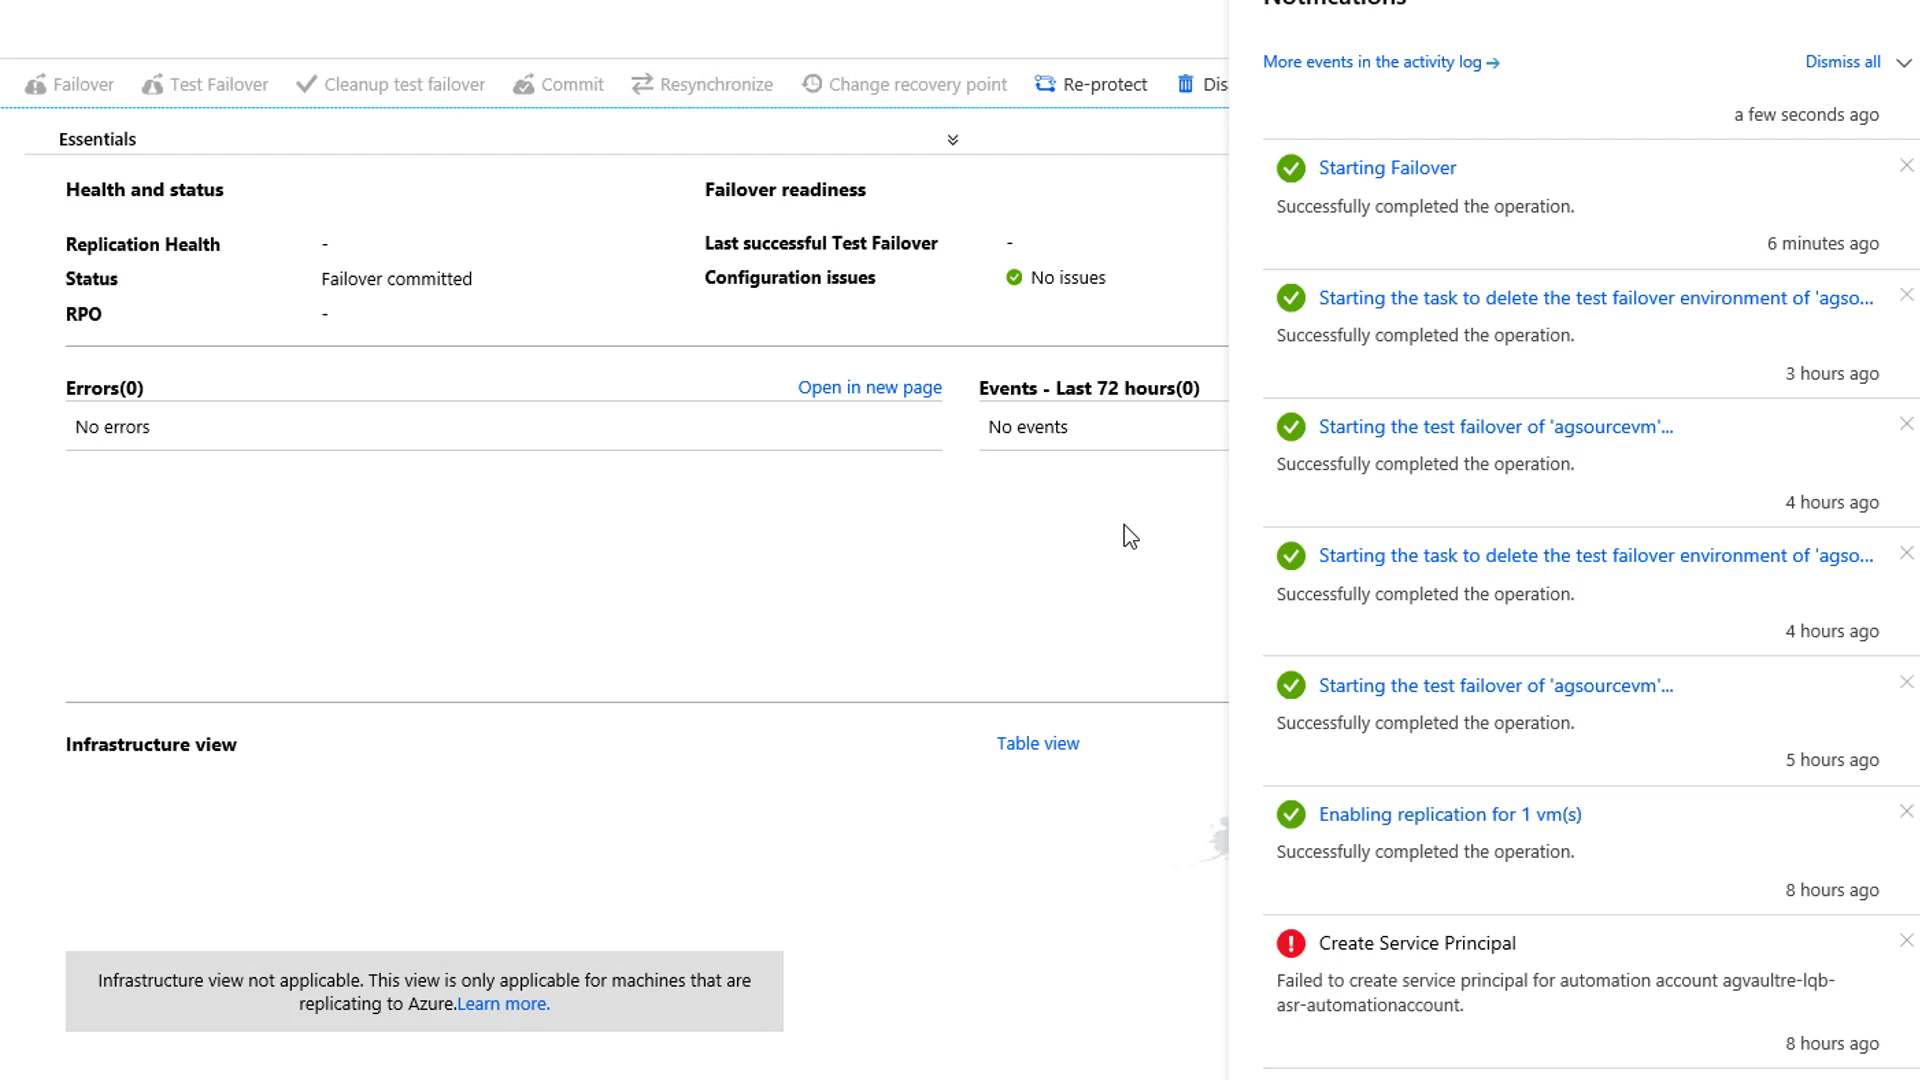 Notifications
More events in the activity log →
Dismiss all
Failover
Test Failover
Cleanup test failover
Commit
Resynchronize
Change recovery point
Re-protect
Dis
a few seconds ago
Essentials
Health and status
Failover readiness
Replication Health -
Last successful Test Failover -
Status Failover committed
Configuration issues No issues
RPO -
Errors(0)
Open in new page
Events - Last 72 hours(0)
No errors
No events
Infrastructure view
Table view
Infrastructure view not applicable. This view is only applicable for machines that are
replicating to Azure.Learn more.
Starting Failover
Successfully completed the operation.
6 minutes ago
Starting the task to delete the test failover environment of 'agso...
Successfully completed the operation.
3 hours ago
Starting the test failover of 'agsourcevm'...
Successfully completed the operation.
4 hours ago
Starting the task to delete the test failover environment of 'agso...
Successfully completed the operation.
4 hours ago
Starting the test failover of 'agsourcevm'...
Successfully completed the operation.
5 hours ago
Enabling replication for 1 vm(s)
Successfully completed the operation.
8 hours ago
Create Service Principal
Failed to create service principal for automation account agvaultre-lqb-
asr-automationaccount.
8 hours ago